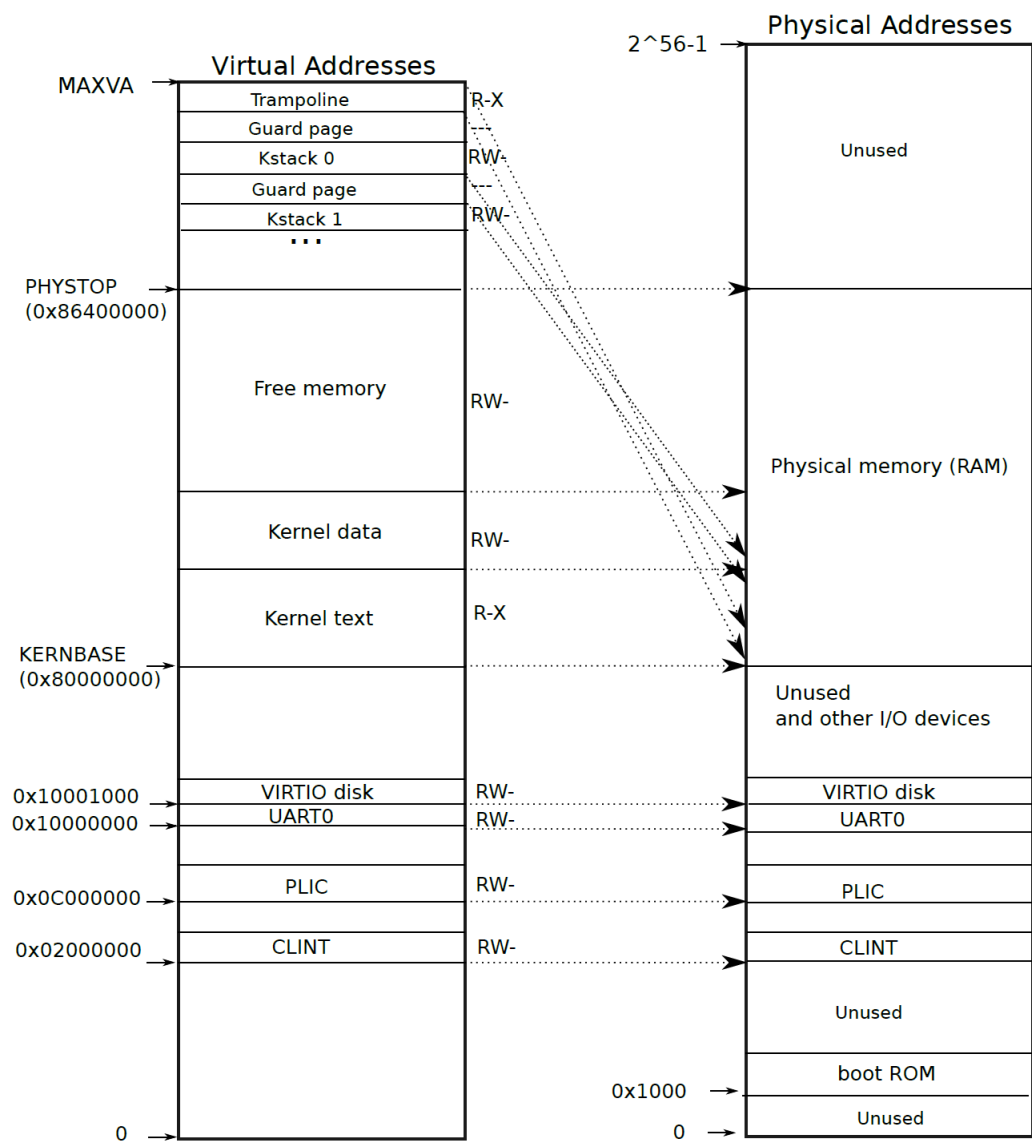 Physical Addresses
2^56-1
Virtual Addresses
MAXVA
Trampoline
R-X
Guard page
---
Unused
Kstack 0
RW-
Guard page
---
Kstack 1
RW-
...
PHYSTOP
(0x86400000)
Free memory
RW-
Physical memory (RAM)
Kernel data
RW-
Kernel text
R-X
KERNBASE
(0x80000000)
Unused
and other I/O devices
0x10001000
VIRTIO disk
RW-
VIRTIO disk
0x10000000
UART0
RW-
UART0
0x0C000000
PLIC
RW-
PLIC
0x02000000
CLINT
RW-
CLINT
Unused
boot ROM
0x1000
Unused
0
0